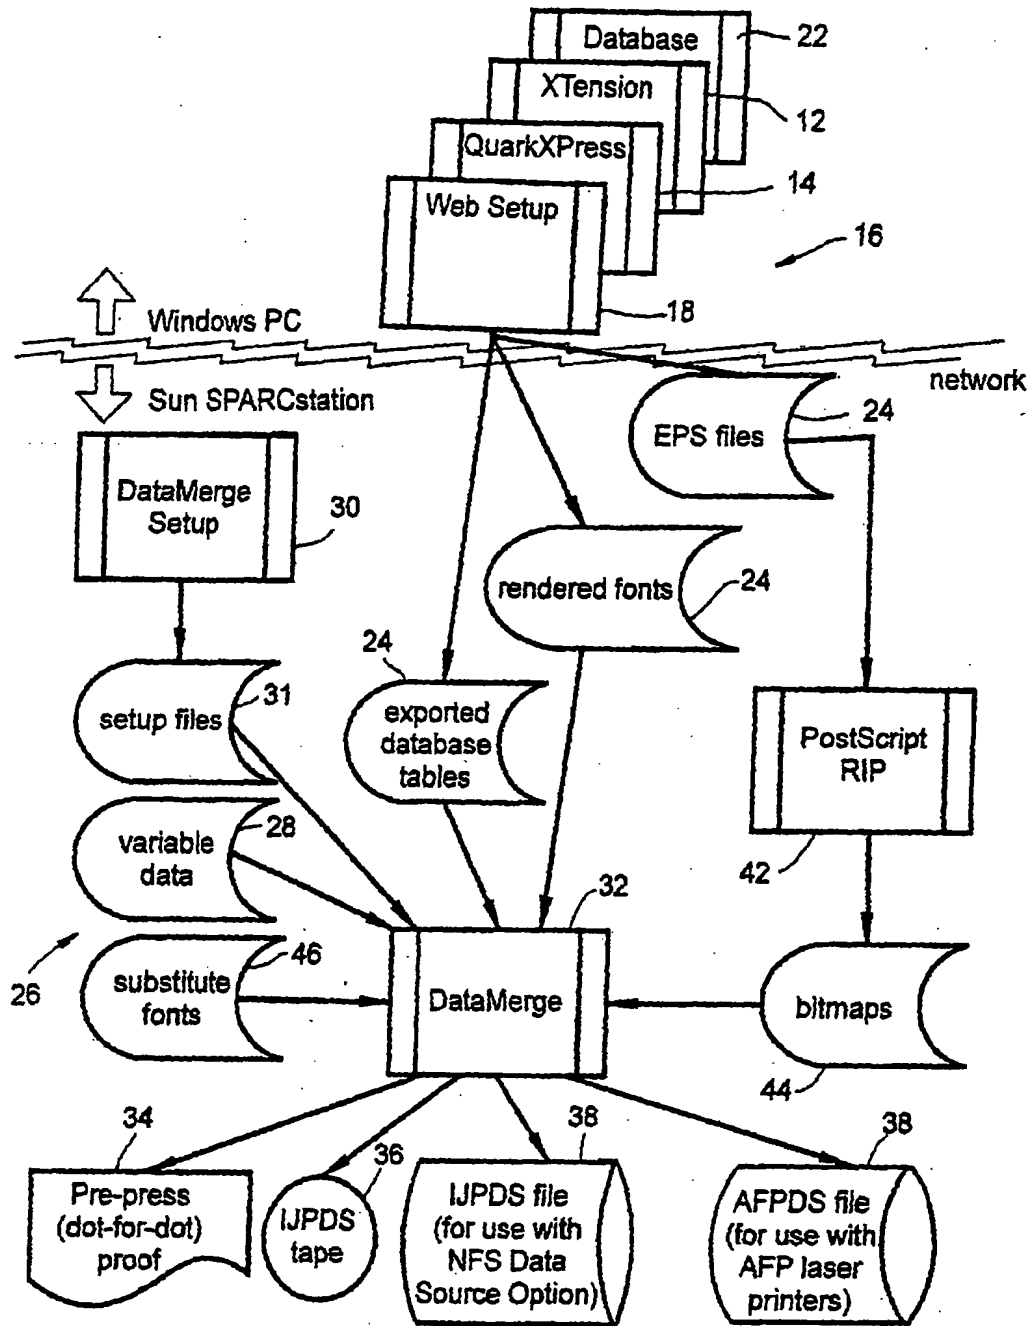 Database
22
XTension
12
QuarkXPress
14
Web Setup
16
18
Windows PC
network
Sun SPARCstation
EPS files
24
DataMerge
Setup
30
rendered fonts
24
24
setup files
31
exported
database
tables
PostScript
RIP
variable
data
28
42
32
26
substitute
fonts
46
DataMerge
bitmaps
44
34
Pre-press
(dot-for-dot)
proof
36
IJPDS
tape
38
IJPDS file
(for use with
NFS Data
Source Option)
38
AFPDS file
(for use with
AFP laser
printers)